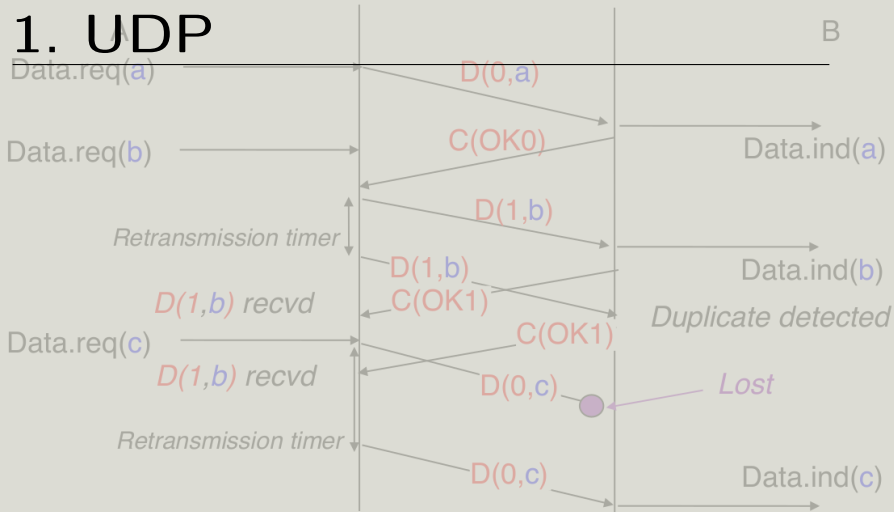 1. UDP
A
B
Data.req(a)
D(0,a)
C(OK0)
Data.req(b)
Data.ind(a)
D(1,b)
Retransmission timer
D(1,b)
Data.ind(b)
D(1,b) recvd
C(OK1)
Duplicate detected
Data.req(c)
C(OK1)
D(1,b) recvd
D(0,c)
Lost
Retransmission timer
D(0,c)
Data.ind(c)